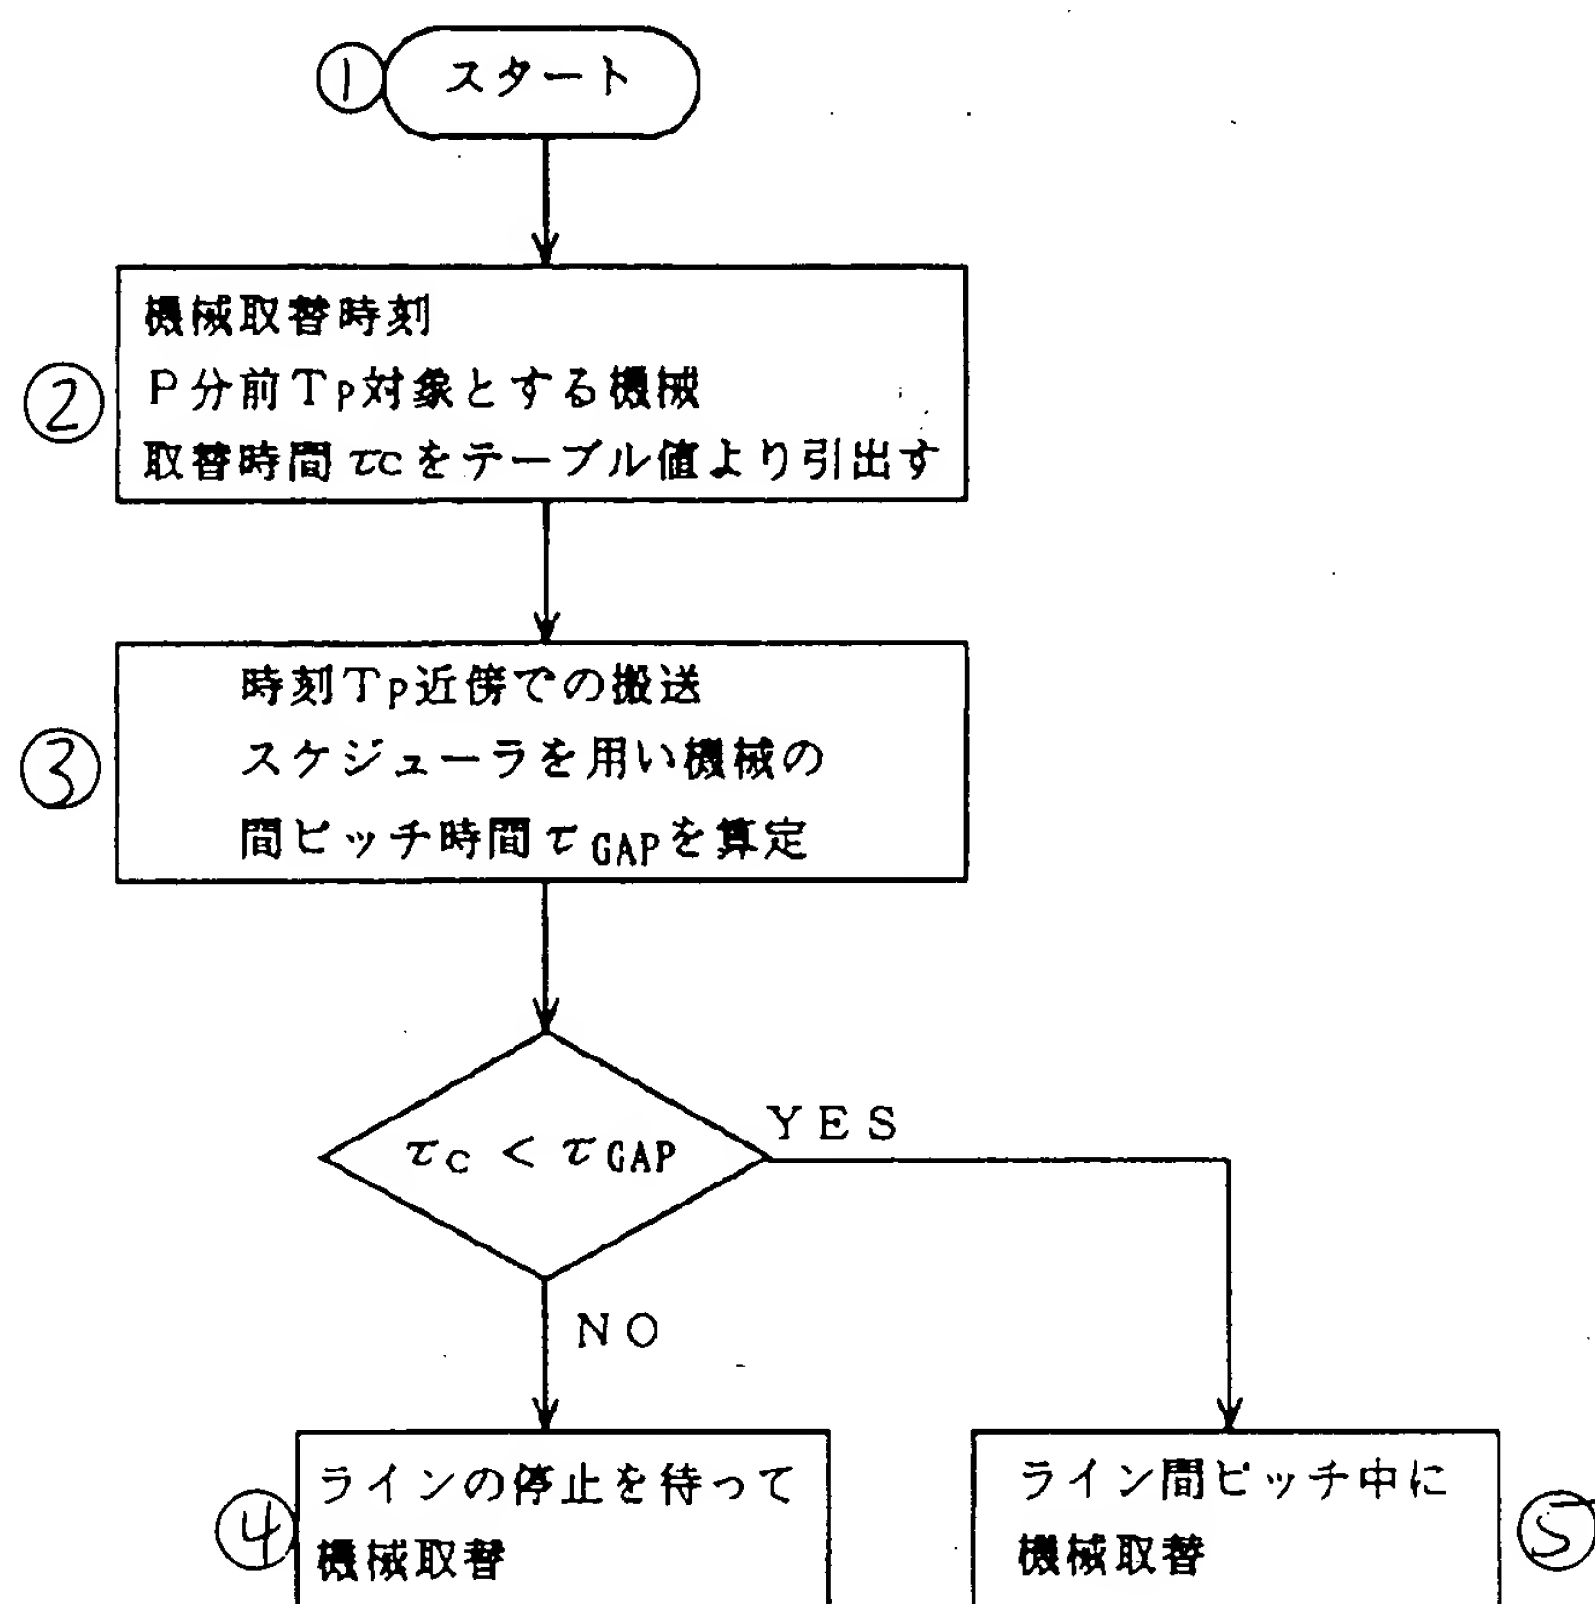 ① スタート
機械取替時刻
P分前Tp対象とする機械
② 取替時間τcをテーブル値より引出す
時刻Tp近傍での搬送
③ スケジューラを用い機械の
間ピッチ時間τGAPを算定
τc < τGAP
YES
NO
ラインの停止を待って
④ 機械取替
ライン間ピッチ中に
機械取替 ⑤